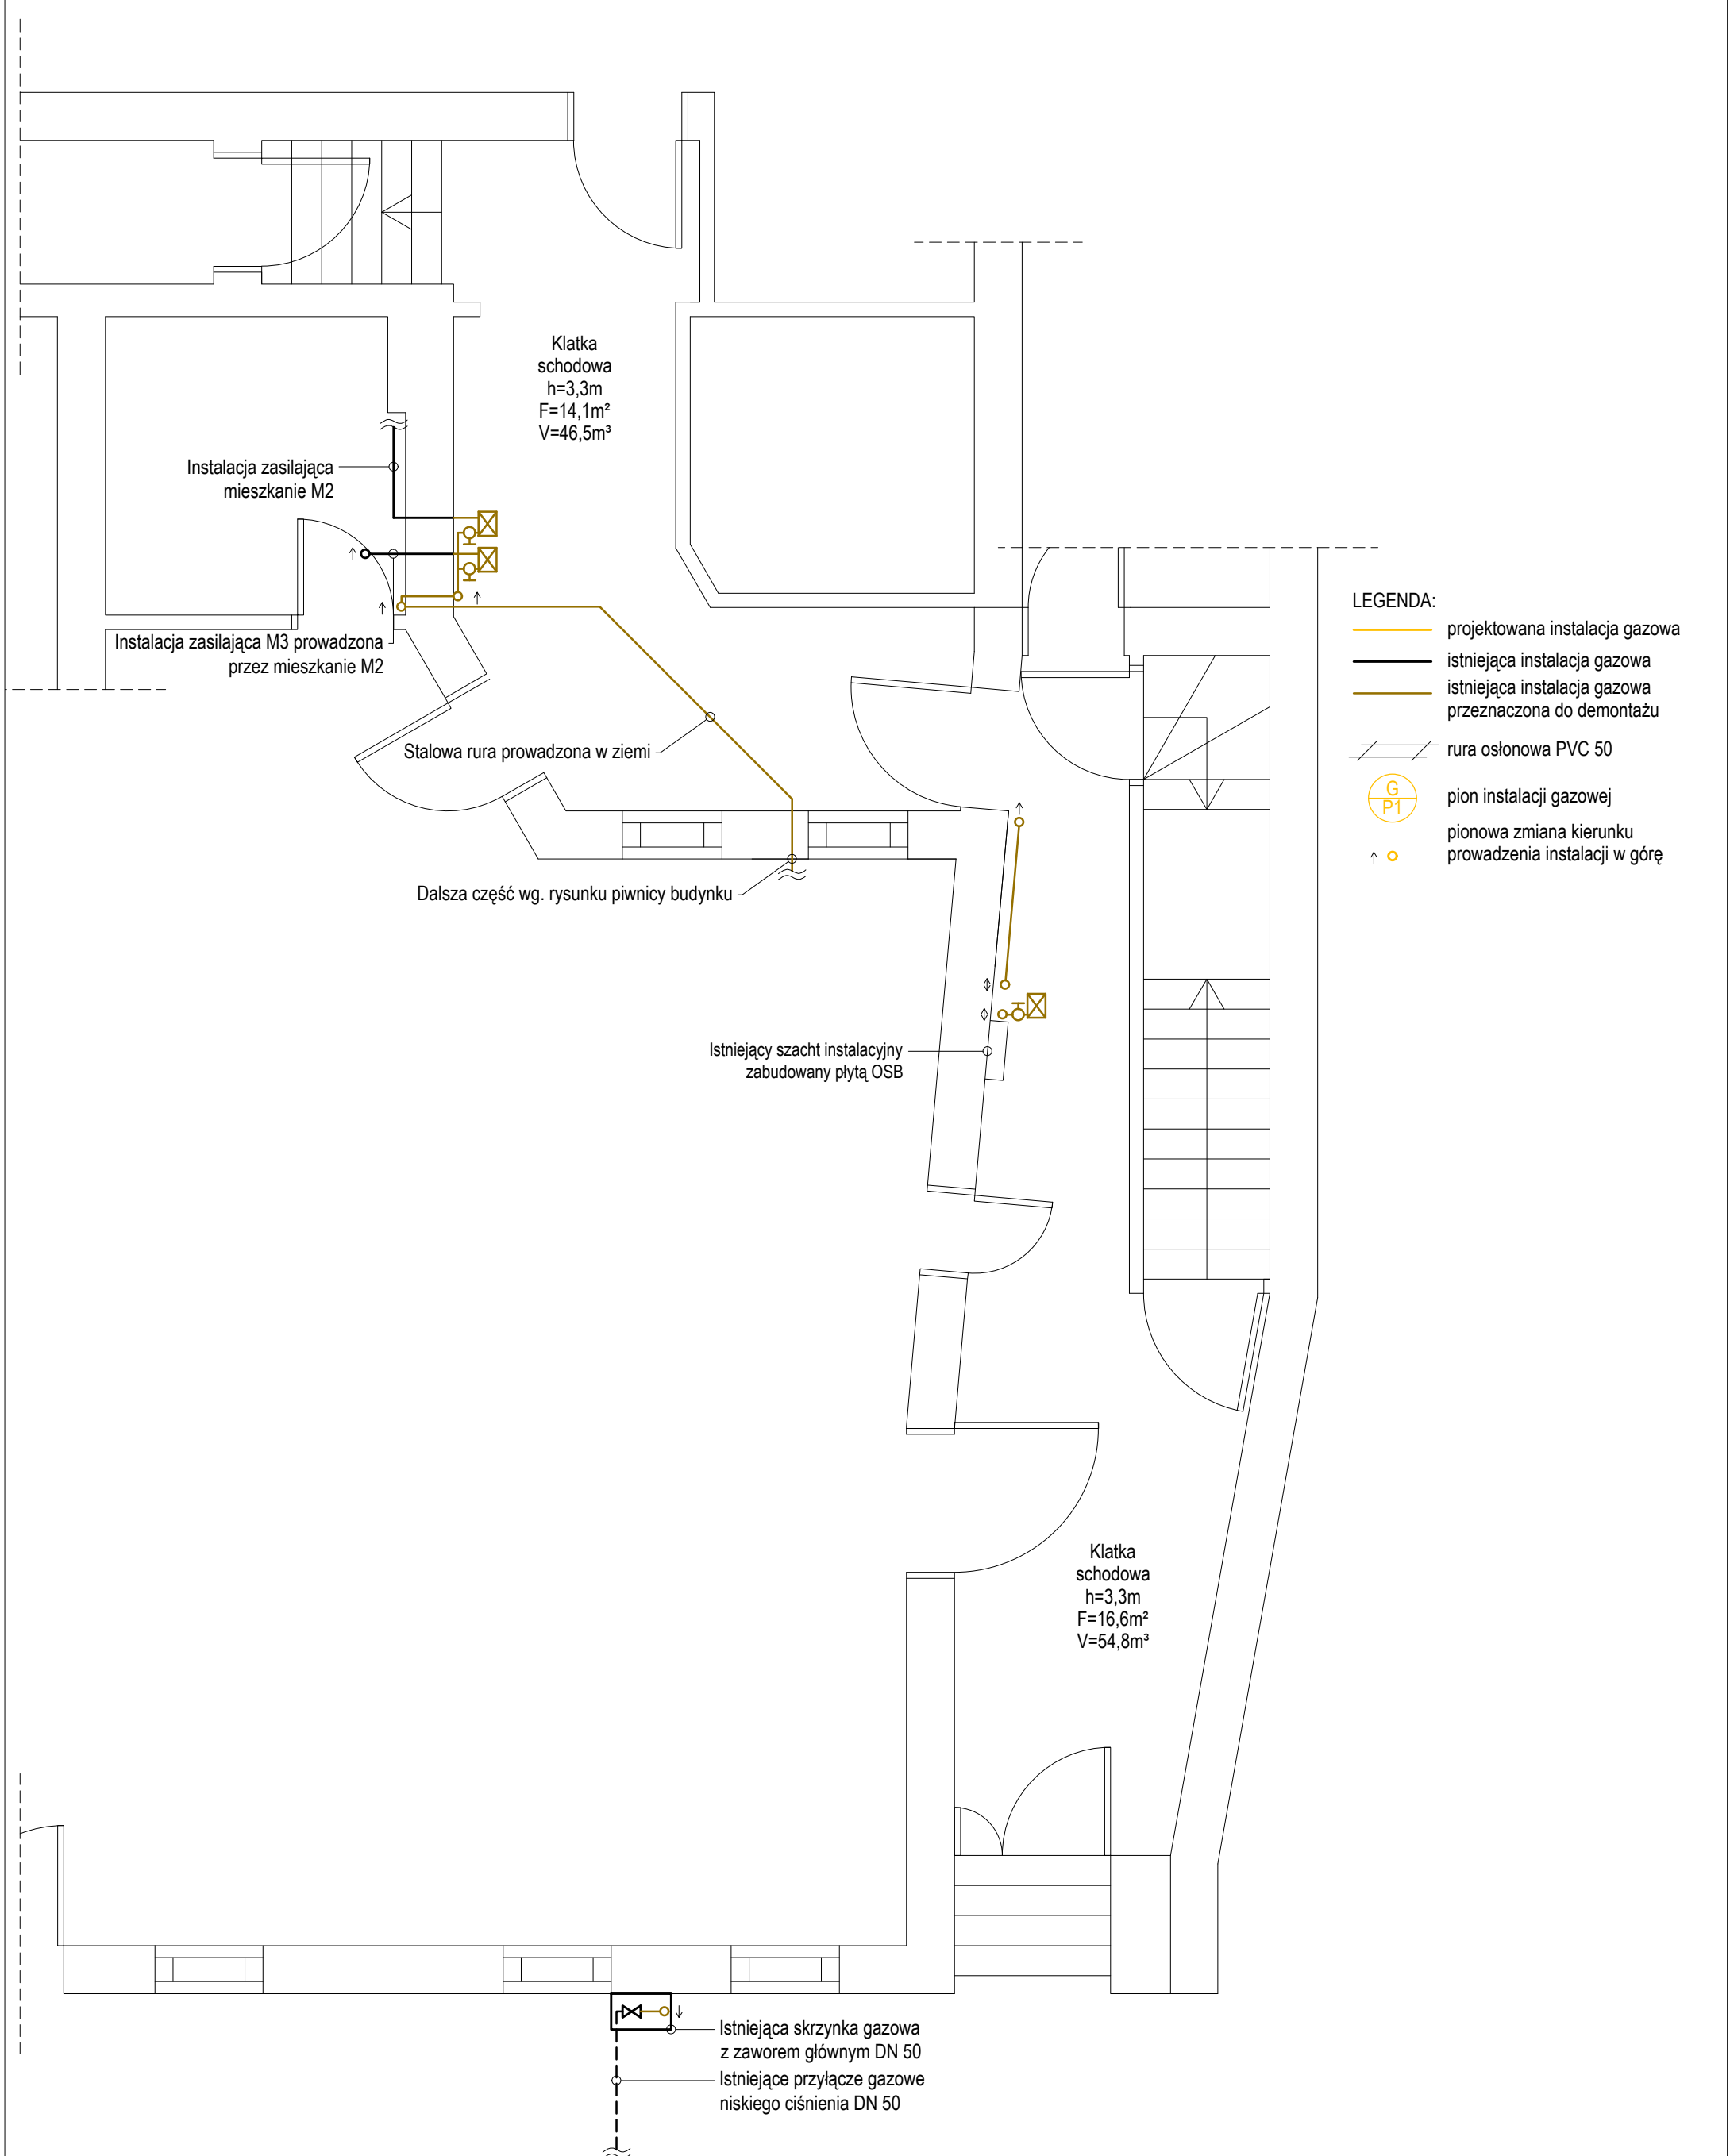 Klatka
schodowa
h=3,3m
F=14,1m²
V=46,5m³
Instalacja zasilająca
mieszkanie M2
Instalacja zasilająca M3 prowadzona
przez mieszkanie M2
Stalowa rura prowadzona w ziemi
Dalsza część wg. rysunku piwnicy budynku
LEGENDA:
projektowana instalacja gazowa
istniejąca instalacja gazowa
istniejąca instalacja gazowa
przeznaczona do demontażu
rura osłonowa PVC 50
G
P1
pion instalacji gazowej
pionowa zmiana kierunku
prowadzenia instalacji w górę
Istniejący szacht instalacyjny
zabudowany płytą OSB
Klatka
schodowa
h=3,3m
F=16,6m²
V=54,8m³
Istniejąca skrzynka gazowa
z zaworem głównym DN 50
Istniejące przyłącze gazowe
niskiego ciśnienia DN 50